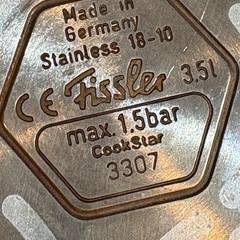 Made in
Germany
Stainless 18-10
CE Fissler 3.5l
max. 1.5bar
CookStar
3307